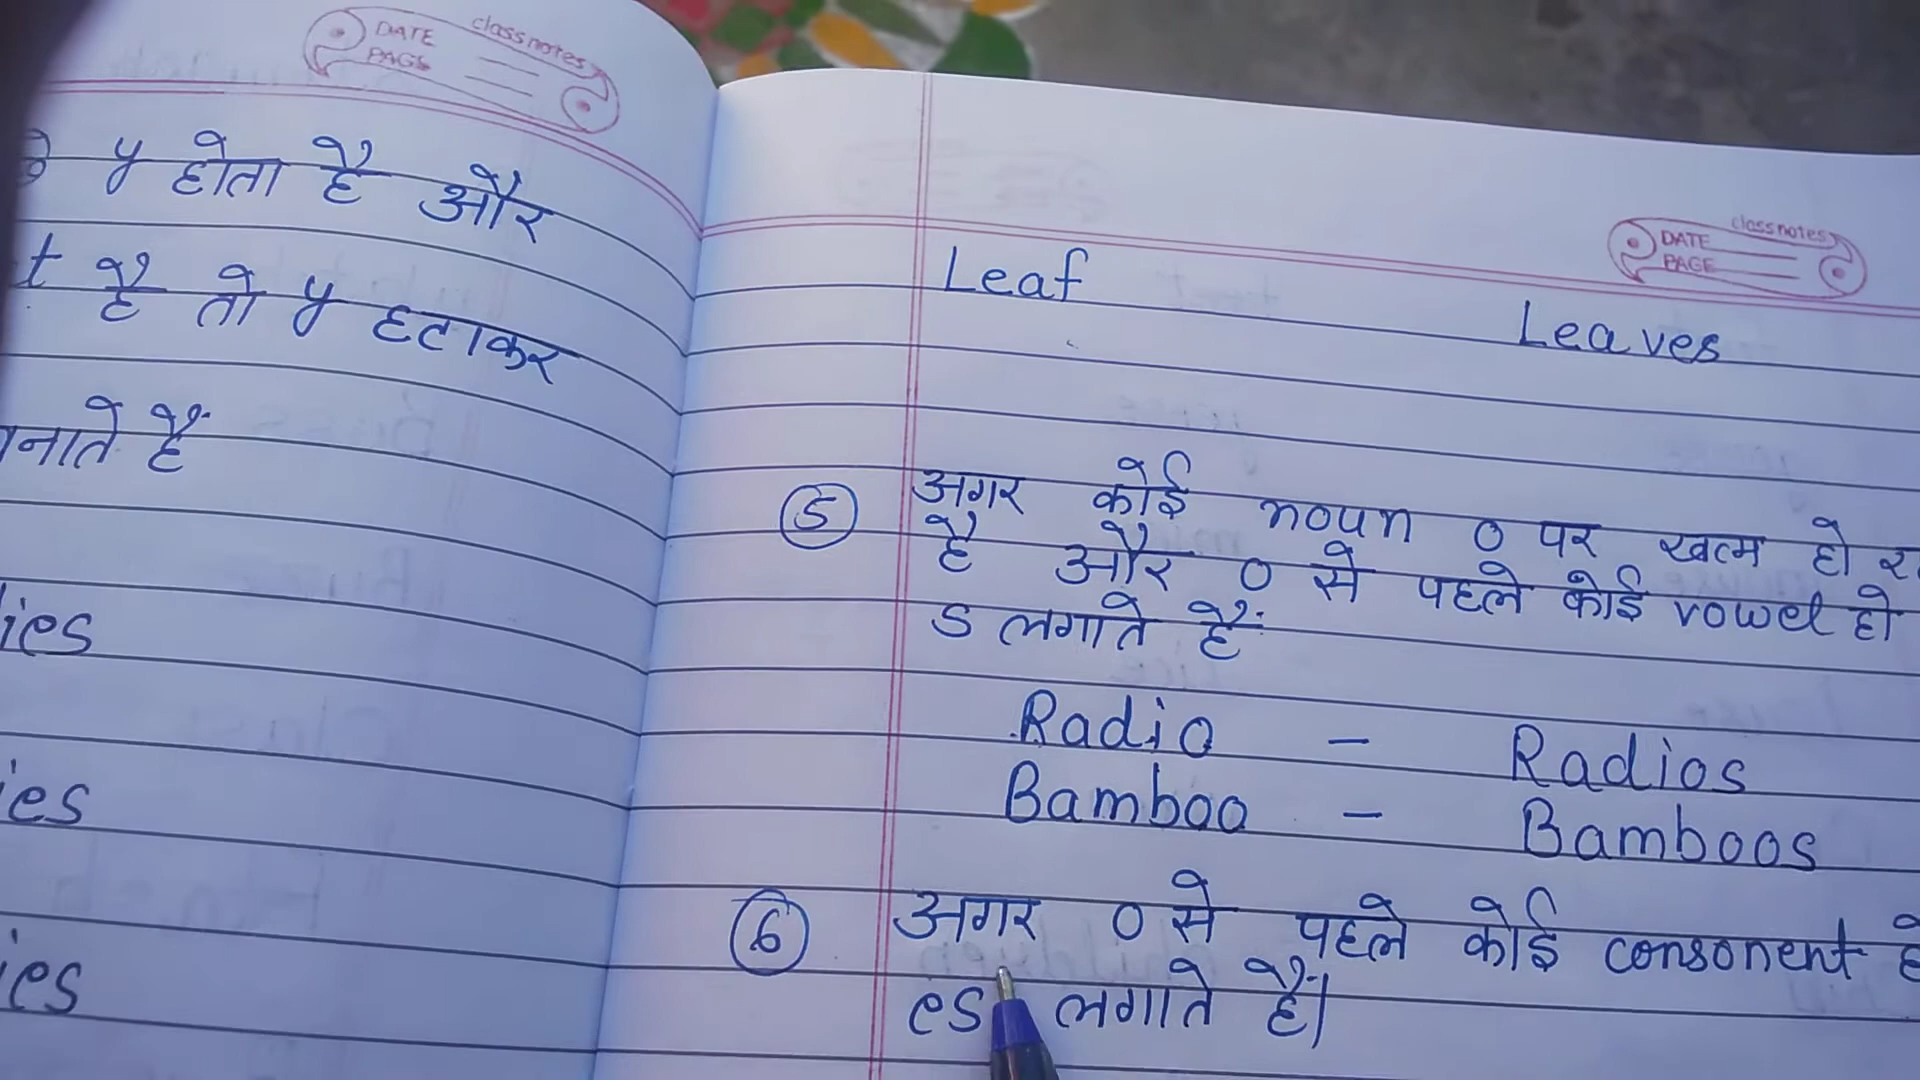 DATE
PAGE
classnotes
y होता है और
t है तो y हटाकर
बनाते हैं
ies
ies
ies
classnotes
DATE
PAGE
Leaf Leaves
5 अगर कोई noun o पर खत्म हो
है और o से पहले कोई vowel हो
s लगाते हैं:
Radio - Radios
Bamboo - Bamboos
6 अगर o से पहले कोई consonent
es लगाते हैं।